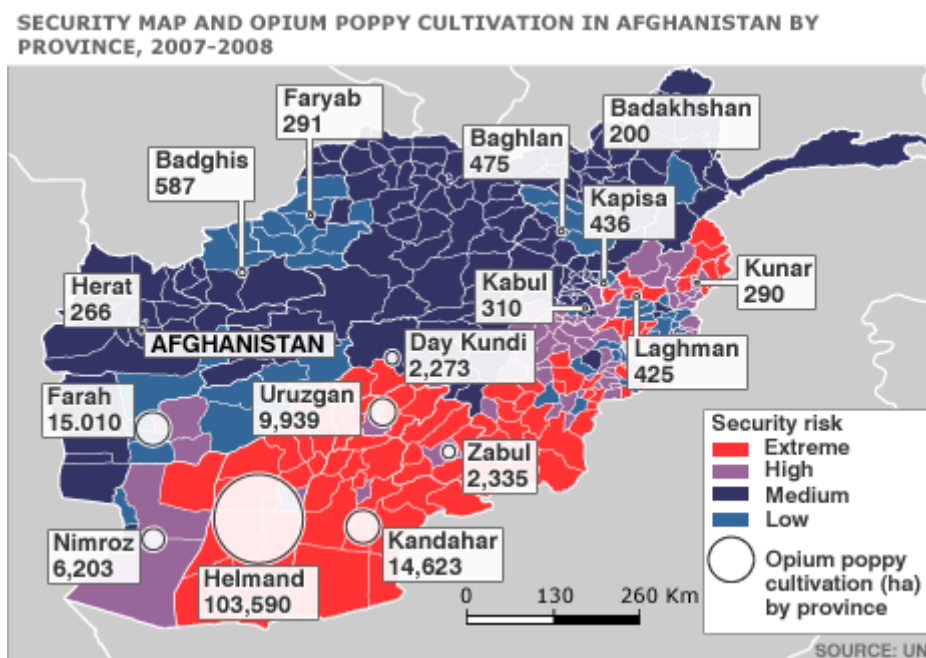 SECURITY MAP AND OPIUM POPPY CULTIVATION IN AFGHANISTAN BY
PROVINCE, 2007-2008
Faryab
291
Badakhshan
200
Baghlan
475
Badghis
587
Kapisa
436
Herat
266
Kabul
310
Kunar
290
AFGHANISTAN
Day Kundi
2,273
Laghman
425
Farah
15.010
Uruzgan
9,939
Zabul
2,335
Nimroz
6,203
Helmand
103,590
Kandahar
14,623
Security risk
Extreme
High
Medium
Low
Opium poppy
cultivation (ha)
by province
0 130 260 Km
SOURCE: UN